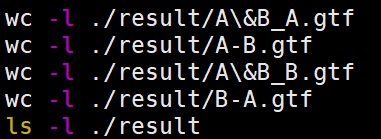 wc -l ./result/A\&B_A.gtf
wc -l ./result/A-B.gtf
wc -l ./result/A\&B_B.gtf
wc -l ./result/B-A.gtf
ls -l ./result